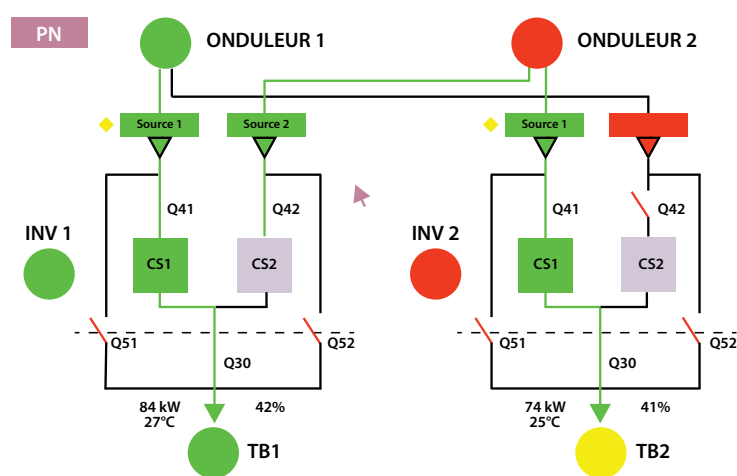 PN
ONDULEUR 1
ONDULEUR 2
Source 1
Source 2
Source 1
Q41
Q42
Q41
Q42
INV 1
INV 2
CS1
CS2
CS1
CS2
Q51
Q52
Q51
Q52
Q30
Q30
84 kW
42%
74 kW
41%
27°C
25°C
TB1
TB2